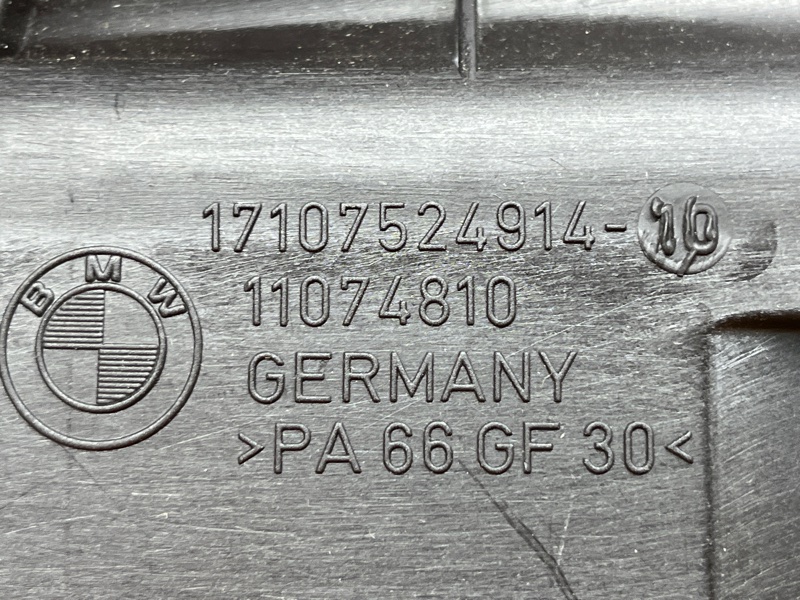 17107524914-10
11074810
BMW
GERMANY
>PA 66 GF 30<